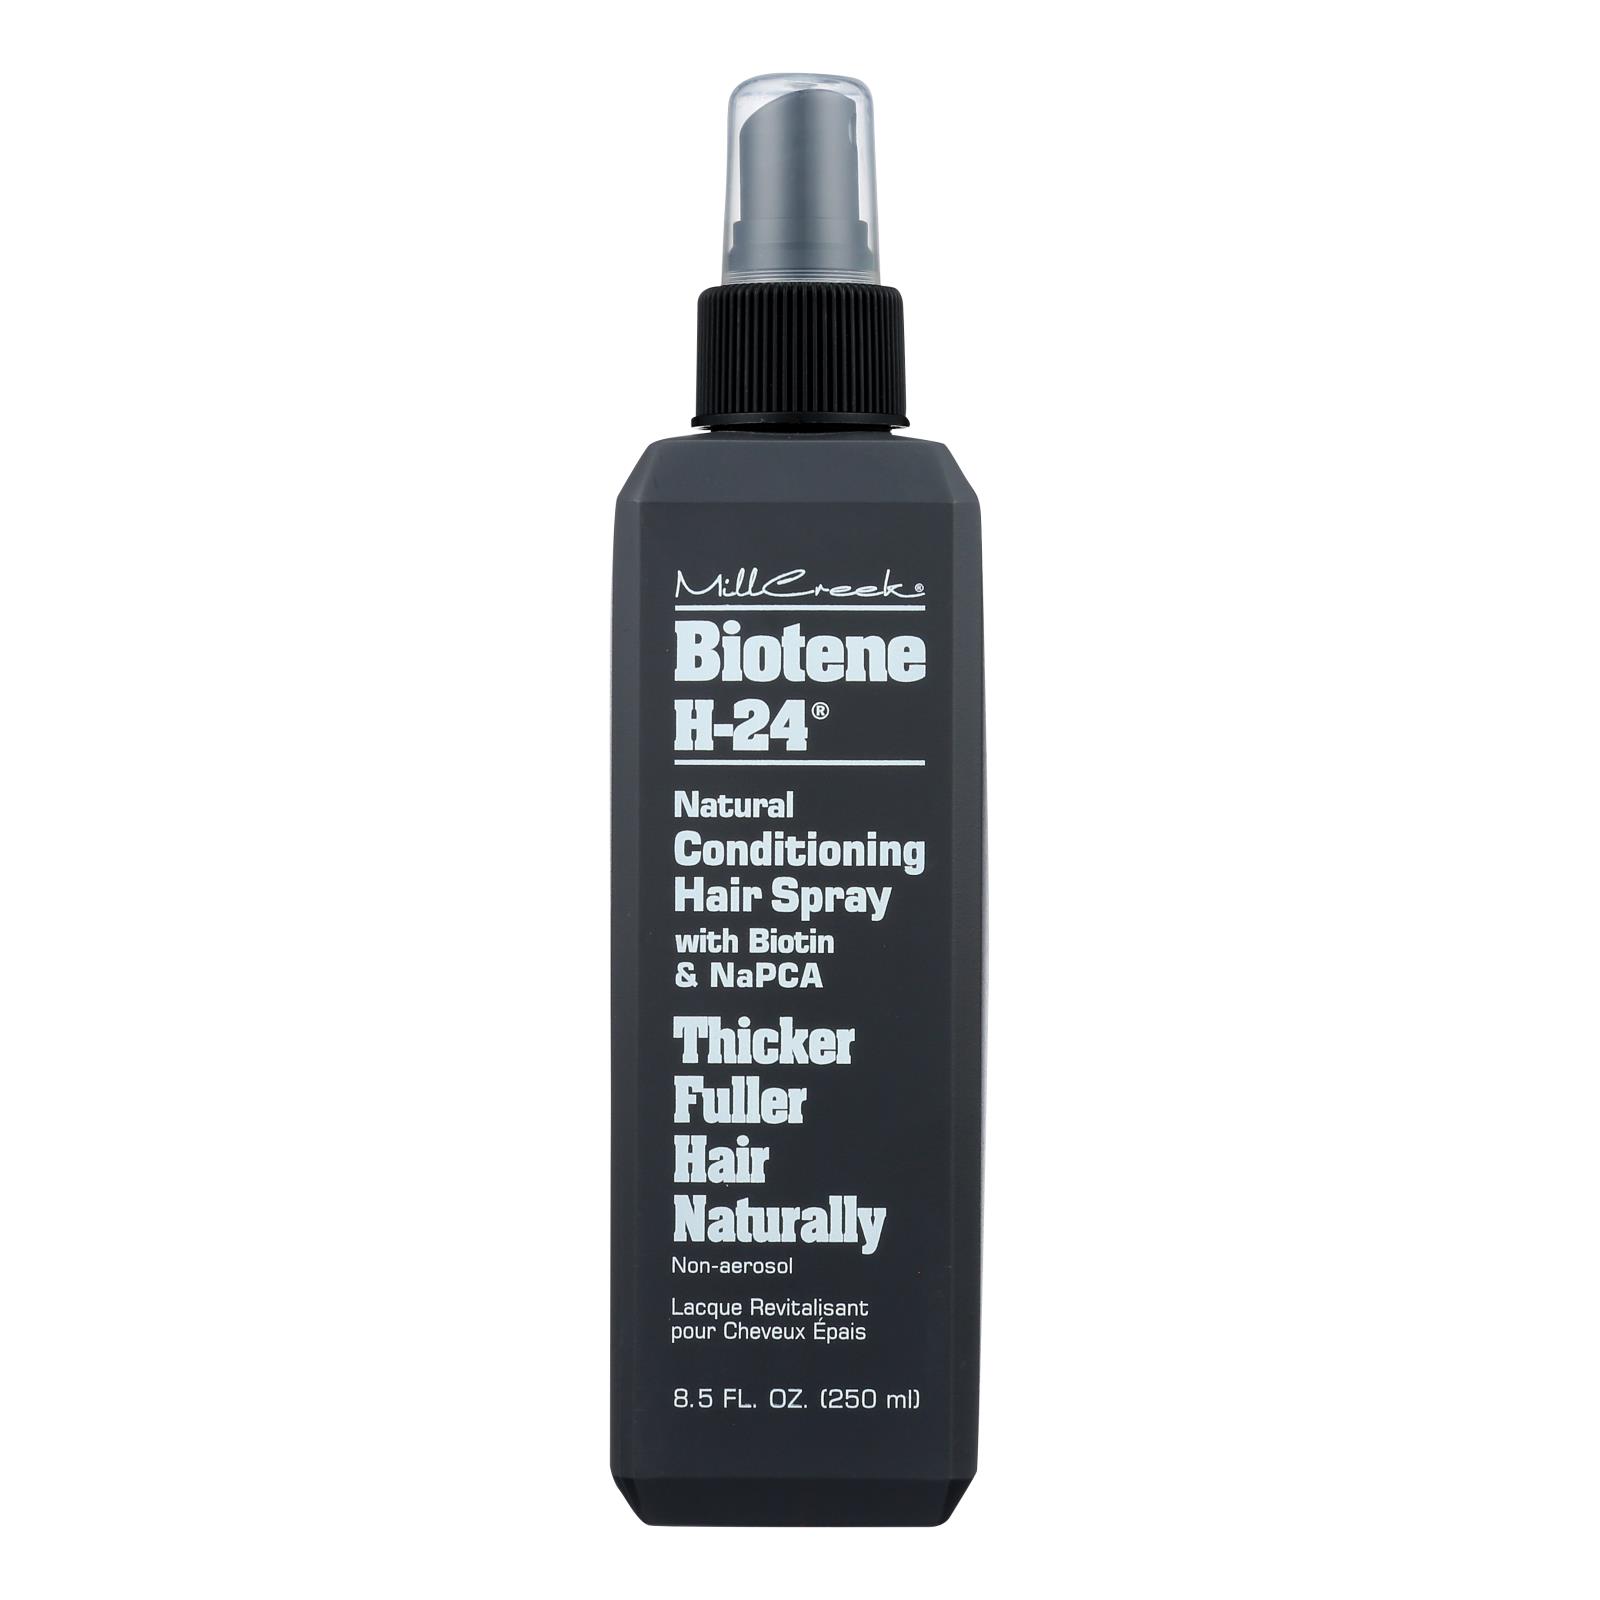 MillCreek®
Biotene
H-24®
Natural
Conditioning
Hair Spray
with Biotin
& NaPCA
Thicker
Fuller
Hair
Naturally
Non-aerosol
Lacque Revitalisant
pour Cheveux Épais
8.5 FL. OZ. (250 ml)